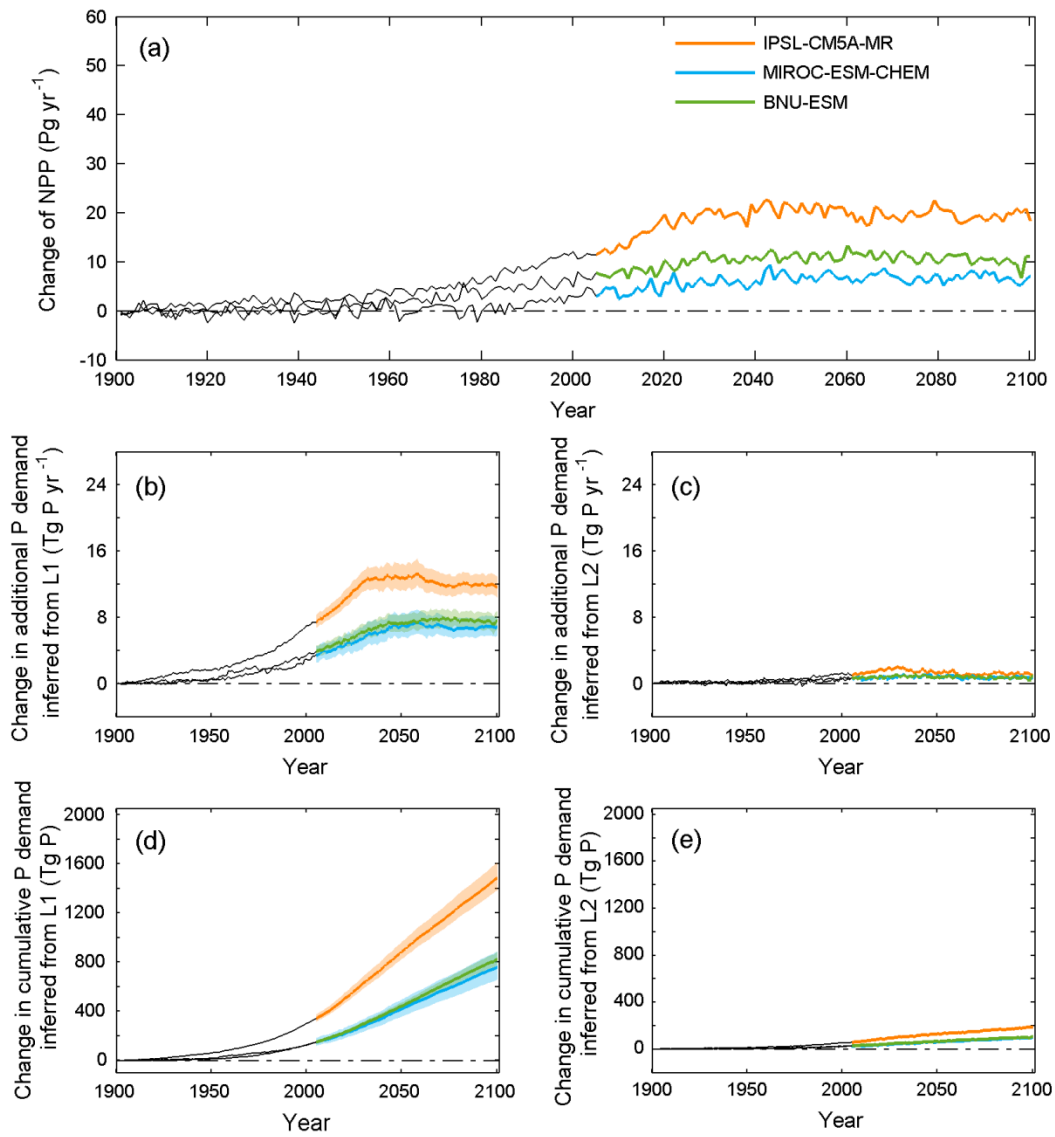 (a)
IPSL-CM5A-MR
MIROC-ESM-CHEM
BNU-ESM
Change of NPP (Pg yr⁻¹)
60
50
40
30
20
10
0
-10
1900 1920 1940 1960 1980 2000 2020 2040 2060 2080 2100
Year
(b)
Change in additional P demand
inferred from L1 (Tg P yr⁻¹)
24
16
8
0
1900 1950 2000 2050 2100
Year
(c)
Change in additional P demand
inferred from L2 (Tg P yr⁻¹)
24
16
8
0
1900 1950 2000 2050 2100
Year
(d)
Change in cumulative P demand
inferred from L1 (Tg P)
2000
1600
1200
800
400
0
1900 1950 2000 2050 2100
Year
(e)
Change in cumulative P demand
inferred from L2 (Tg P)
2000
1600
1200
800
400
0
1900 1950 2000 2050 2100
Year